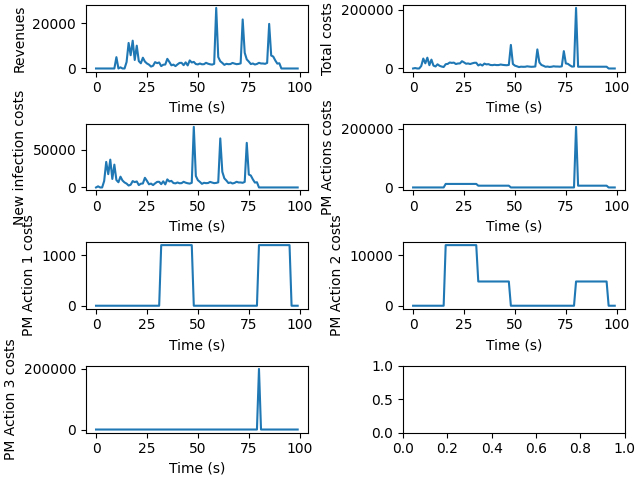 Revenues
20000
0
0 25 50 75 100
Time (s)
Total costs
200000
0
0 25 50 75 100
Time (s)
New infection costs
50000
0
0 25 50 75 100
Time (s)
PM Actions costs
200000
0
0 25 50 75 100
Time (s)
PM Action 1 costs
1000
0
0 25 50 75 100
Time (s)
PM Action 2 costs
10000
0
0 25 50 75 100
Time (s)
PM Action 3 costs
200000
0
0 25 50 75 100
Time (s)
1.0
0.5
0.0
0.0 0.2 0.4 0.6 0.8 1.0